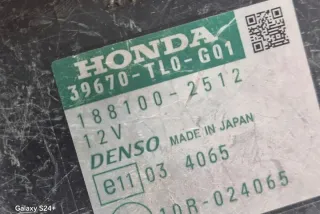 HONDA
39670-TL0-G01
188100-2512
12V
DENSO MADE IN JAPAN
e11 03 4065
10R-024065
Galaxy S24+